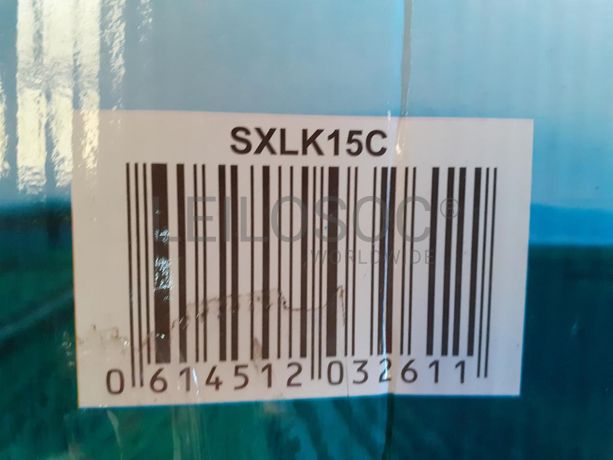 SXLK15C
LEILOSOC®
WORLDWIDE
0 614512 032611